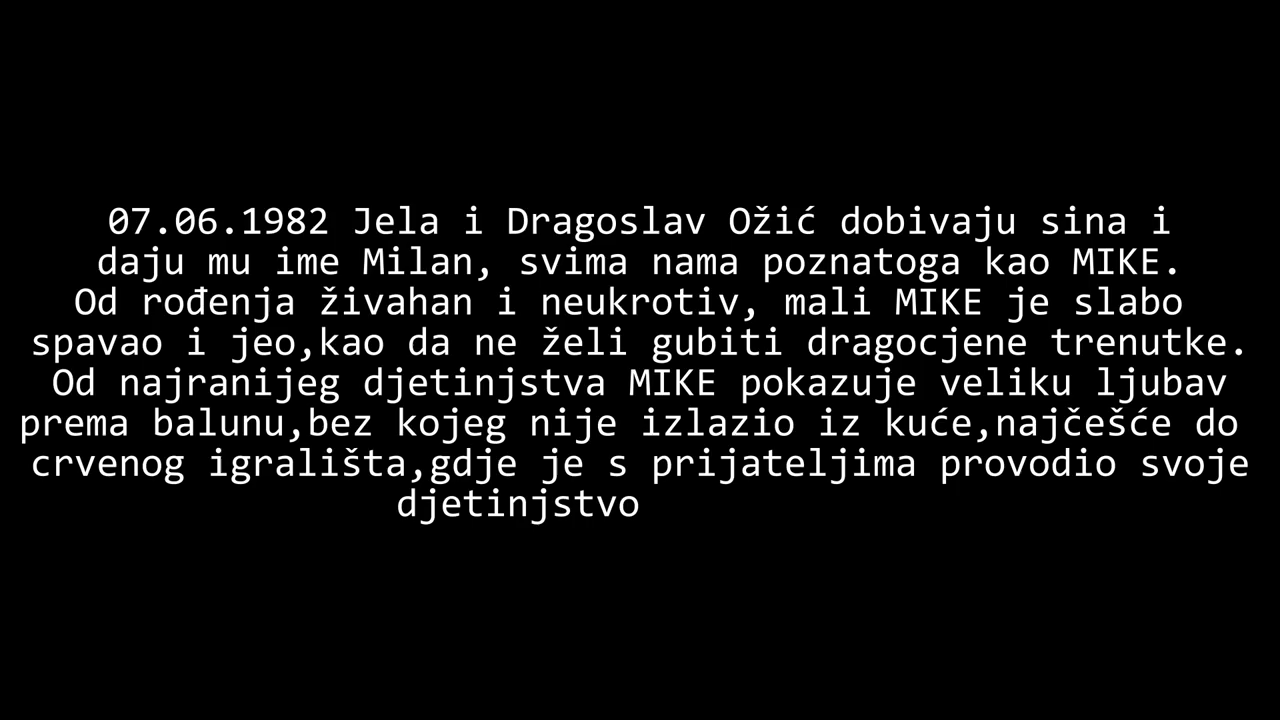 07.06.1982 Jela i Dragoslav Ožić dobivaju sina i
daju mu ime Milan, svima nama poznatoga kao MIKE.
Od rođenja živahan i neukrotiv, mali MIKE je slabo
spavao i jeo,kao da ne želi gubiti dragocjene trenutke.
Od najranijeg djetinjstva MIKE pokazuje veliku ljubav
prema balunu,bez kojeg nije izlazio iz kuće,najčešće do
crvenog igrališta,gdje je s prijateljima provodio svoje
djetinjstvo